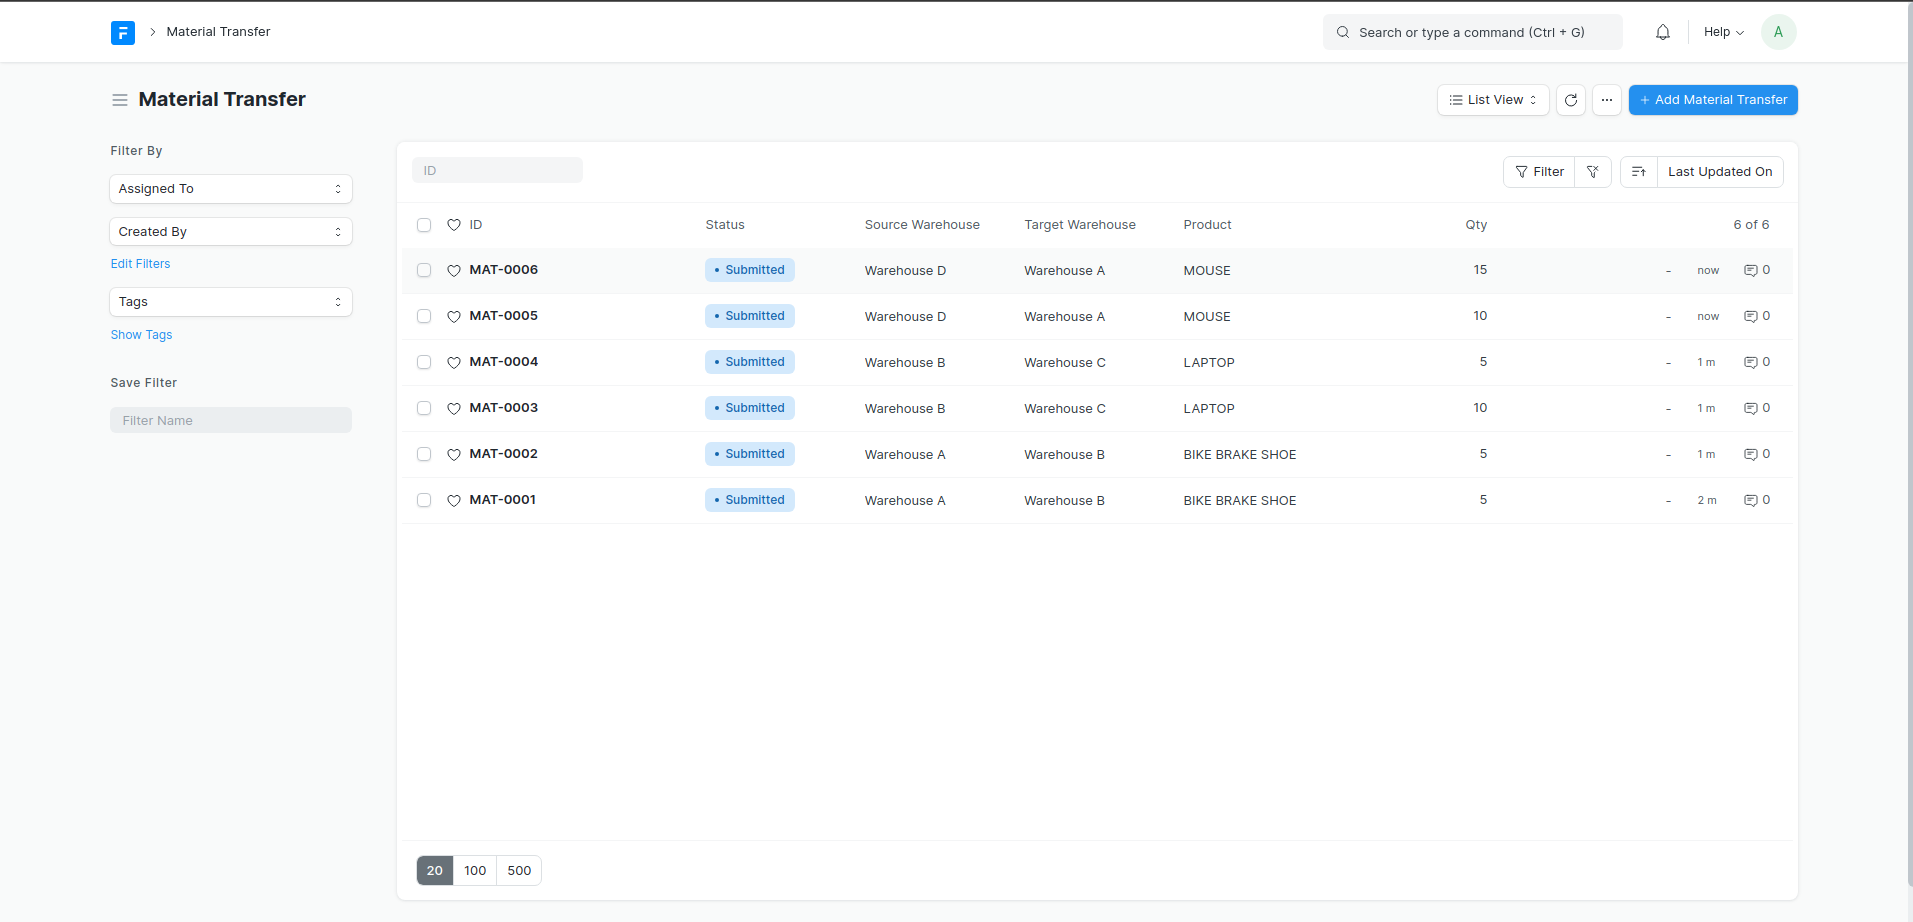 Material Transfer
Search or type a command (Ctrl + G)
Help
A
Material Transfer
List View
...
+ Add Material Transfer
Filter By
Assigned To
Created By
Edit Filters
Tags
Show Tags
Save Filter
Filter Name
ID
Filter
Last Updated On
ID Status Source Warehouse Target Warehouse Product Qty 6 of 6
MAT-0006 • Submitted Warehouse D Warehouse A MOUSE 15 - now 0
MAT-0005 • Submitted Warehouse D Warehouse A MOUSE 10 - now 0
MAT-0004 • Submitted Warehouse B Warehouse C LAPTOP 5 - 1 m 0
MAT-0003 • Submitted Warehouse B Warehouse C LAPTOP 10 - 1 m 0
MAT-0002 • Submitted Warehouse A Warehouse B BIKE BRAKE SHOE 5 - 1 m 0
MAT-0001 • Submitted Warehouse A Warehouse B BIKE BRAKE SHOE 5 - 2 m 0
20 100 500